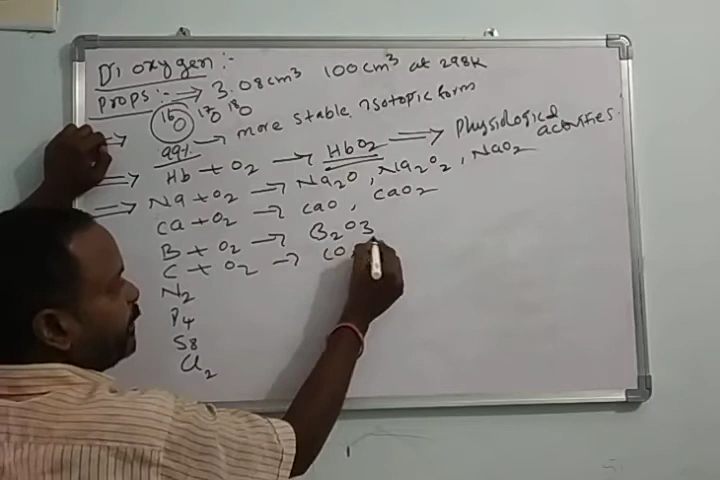 Di oxygen :-
Props :- → 3.08cm³ 100cm³ at 298K
⇒ ¹⁶O ¹⁷O ¹⁸O
99% → more stable isotopic form
⇒ Hb + O₂ → HbO₂ ⇒ Physiological activities.
⇒ Na + O₂ → Na₂O, Na₂O₂, NaO₂
Ca + O₂ → CaO, CaO₂
B + O₂ → B₂O₃
C + O₂ → CO
N₂
P₄
S₈
Cl₂